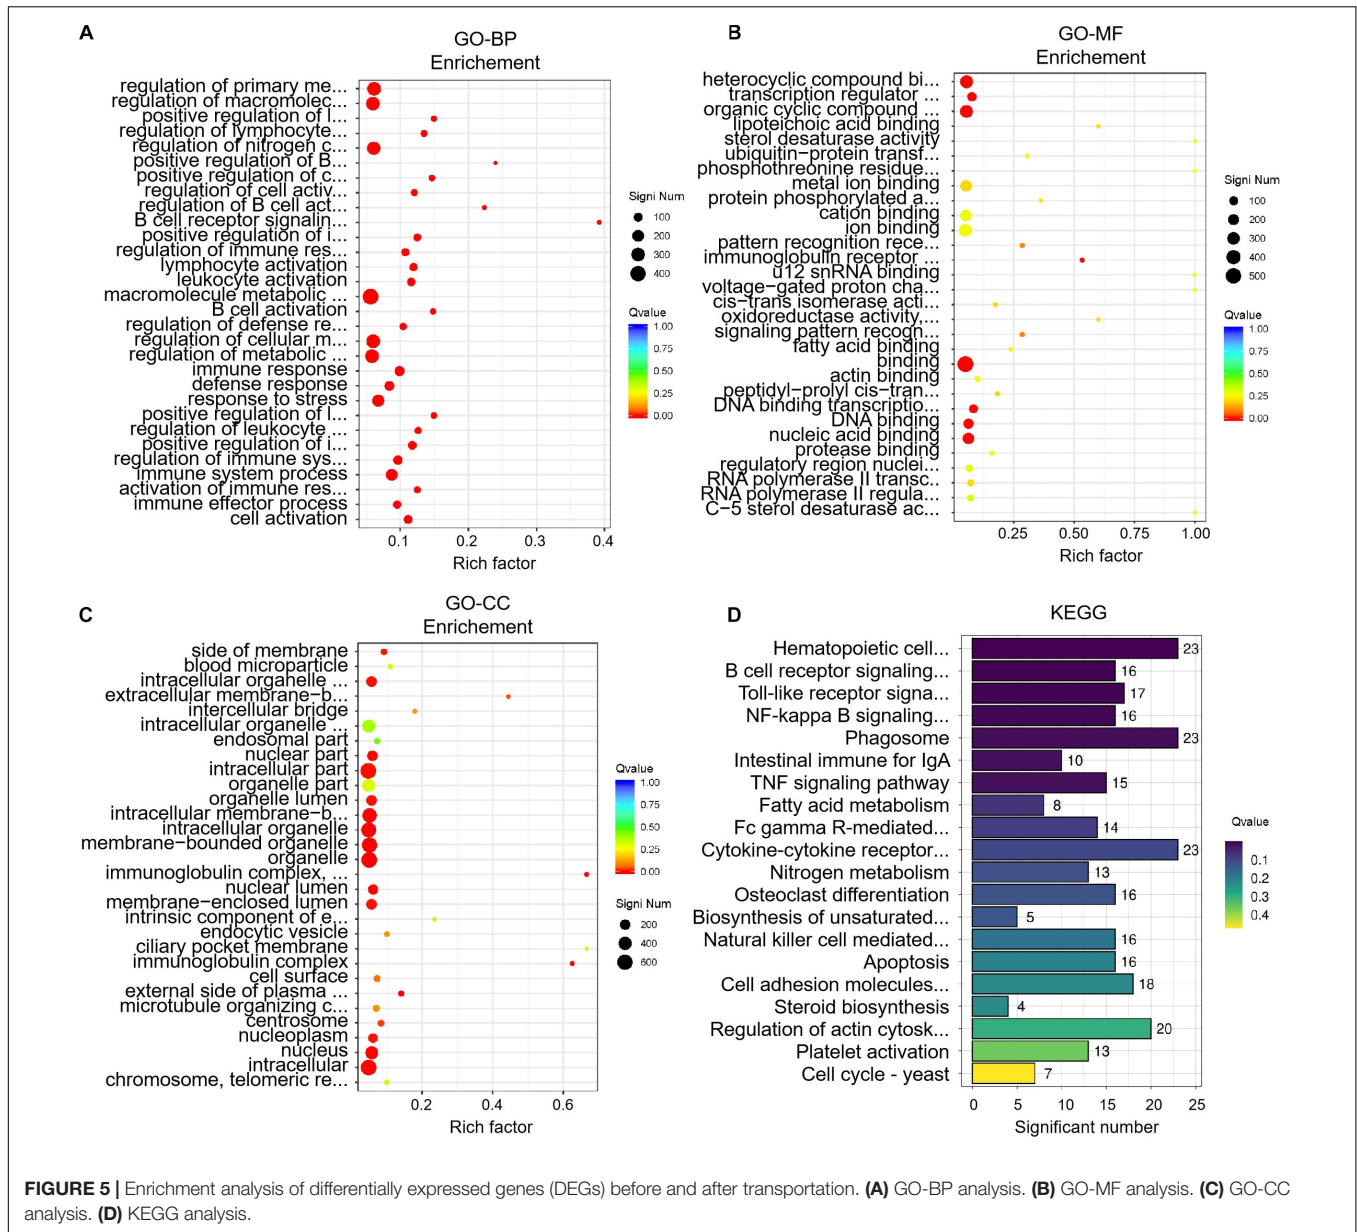 A
GO-BP
Enrichement
regulation of primary me...
regulation of macromolec...
positive regulation of l...
regulation of lymphocyte...
regulation of nitrogen c...
positive regulation of B...
positive regulation of c...
regulation of cell activ...
regulation of B cell act...
B cell receptor signalin...
positive regulation of i...
regulation of immune res...
lymphocyte activation
leukocyte activation
macromolecule metabolic ...
B cell activation
regulation of defense re...
regulation of cellular m...
regulation of metabolic ...
immune response
defense response
response to stress
positive regulation of l...
regulation of leukocyte ...
positive regulation of i...
regulation of immune sys...
immune system process
activation of immune res...
immune effector process
cell activation
0.1 0.2 0.3 0.4
Rich factor
Signi Num
100
200
300
400
Qvalue
1.00
0.75
0.50
0.25
0.00
B
GO-MF
Enrichement
heterocyclic compound bi...
transcription regulator ...
organic cyclic compound ...
lipoteichoic acid binding
sterol desaturase activity
ubiquitin−protein transf...
phosphothreonine residue...
metal ion binding
protein phosphorylated a...
cation binding
ion binding
pattern recognition rece...
immunoglobulin receptor ...
u12 snRNA binding
voltage−gated proton cha...
cis−trans isomerase acti...
oxidoreductase activity,...
signaling pattern recogn...
fatty acid binding
binding
actin binding
peptidyl−prolyl cis−tran...
DNA binding transcriptio...
DNA binding
nucleic acid binding
protease binding
regulatory region nuclei...
RNA polymerase II transc..
RNA polymerase II regula...
C−5 sterol desaturase ac...
0.25 0.50 0.75 1.00
Rich factor
Signi Num
100
200
300
400
500
Qvalue
1.00
0.75
0.50
0.25
0.00
C
GO-CC
Enrichement
side of membrane
blood microparticle
intracellular organelle ...
extracellular membrane−b...
intercellular bridge
intracellular organelle ...
endosomal part
nuclear part
intracellular part
organelle part
organelle lumen
intracellular membrane−b...
intracellular organelle
membrane−bounded organelle
organelle
immunoglobulin complex, ...
nuclear lumen
membrane−enclosed lumen
intrinsic component of e...
endocytic vesicle
ciliary pocket membrane
immunoglobulin complex
cell surface
external side of plasma ...
microtubule organizing c...
centrosome
nucleoplasm
nucleus
intracellular
chromosome, telomeric re...
0.2 0.4 0.6
Rich factor
Qvalue
1.00
0.75
0.50
0.25
0.00
Signi Num
200
400
600
D
KEGG
Hematopoietic cell... 23
B cell receptor signaling... 16
Toll-like receptor signa... 17
NF-kappa B signaling... 16
Phagosome 23
Intestinal immune for IgA 10
TNF signaling pathway 15
Fatty acid metabolism 8
Fc gamma R-mediated... 14
Cytokine-cytokine receptor... 23
Nitrogen metabolism 13
Osteoclast differentiation 16
Biosynthesis of unsaturated... 5
Natural killer cell mediated... 16
Apoptosis 16
Cell adhesion molecules... 18
Steroid biosynthesis 4
Regulation of actin cytosk... 20
Platelet activation 13
Cell cycle - yeast 7
0 5 10 15 20 25
Significant number
Qvalue
0.1
0.2
0.3
0.4
FIGURE 5 | Enrichment analysis of differentially expressed genes (DEGs) before and after transportation. (A) GO-BP analysis. (B) GO-MF analysis. (C) GO-CC
analysis. (D) KEGG analysis.